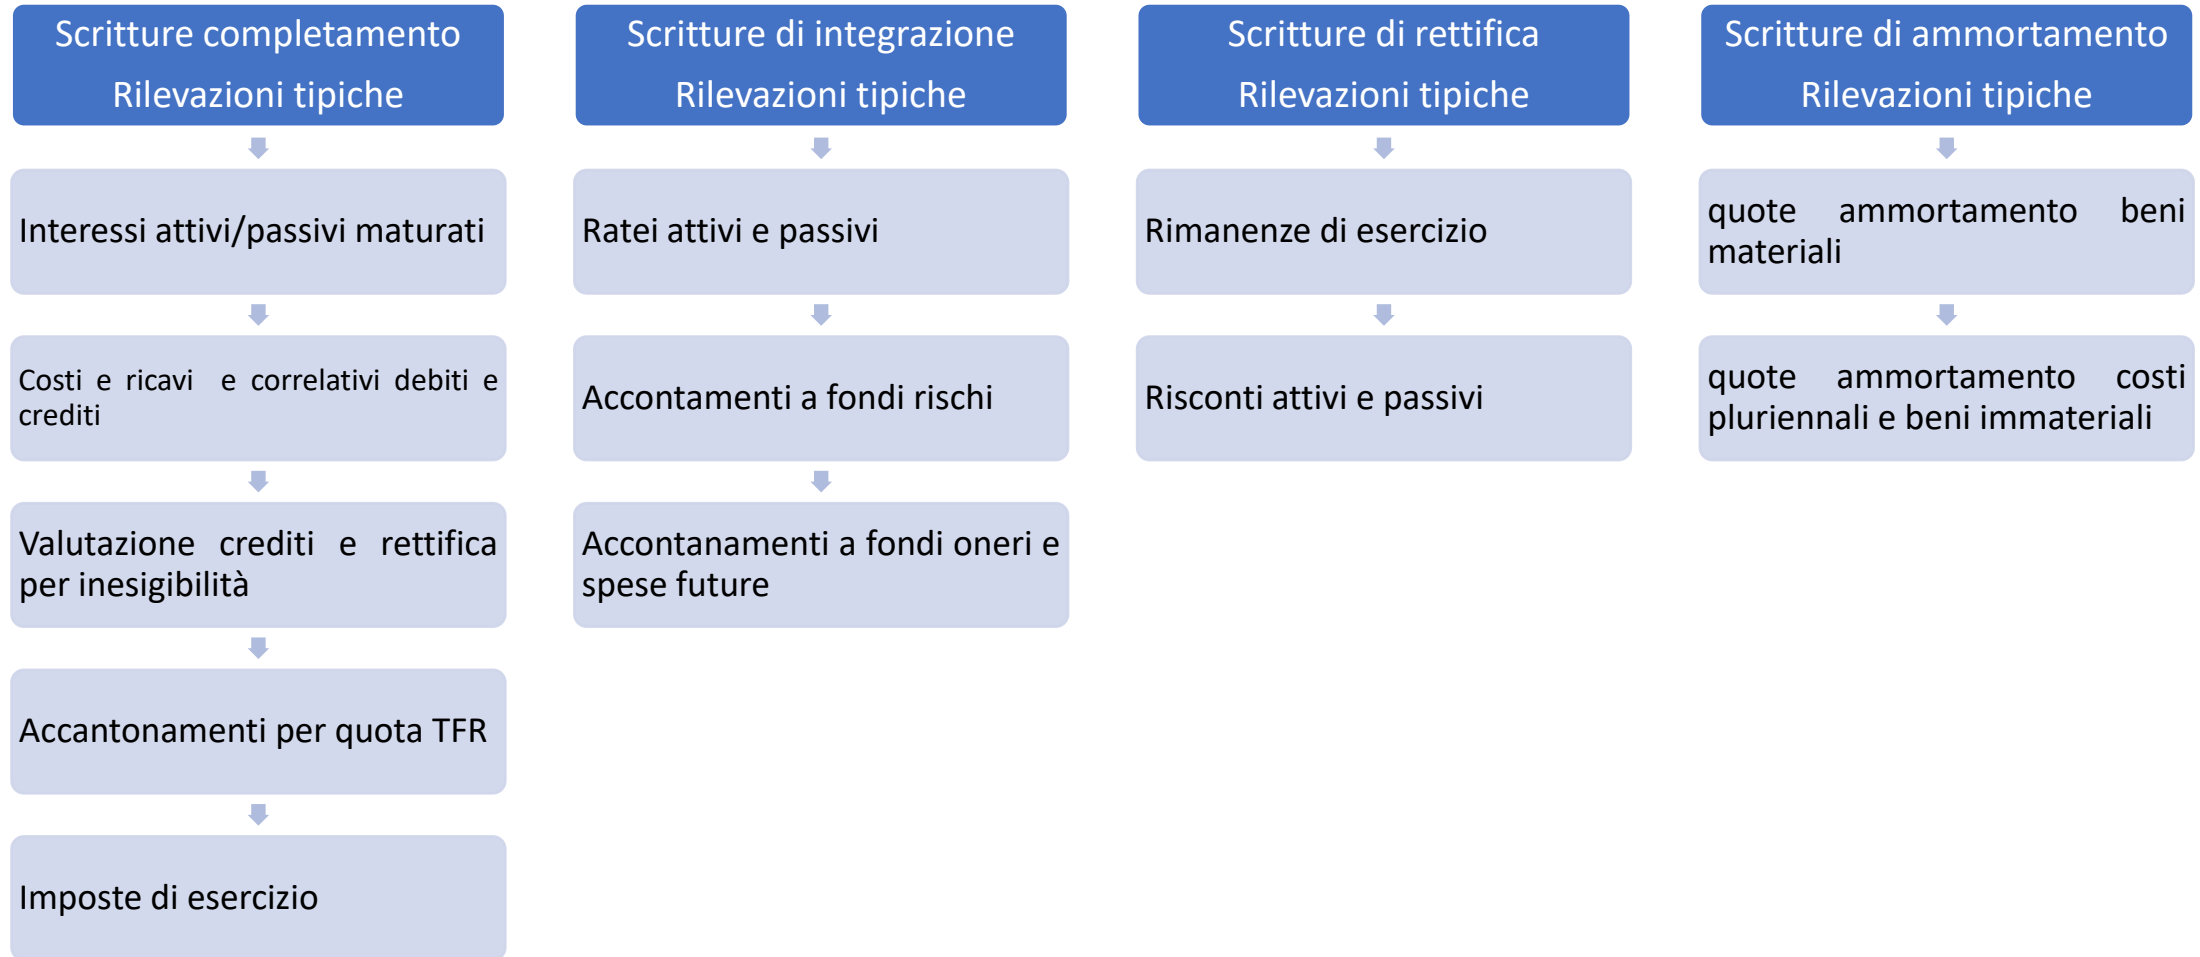 Scritture completamento
Rilevazioni tipiche
Interessi attivi/passivi maturati
Costi e ricavi e correlativi debiti e
crediti
Valutazione crediti e rettifica
per inesigibilità
Accantonamenti per quota TFR
Imposte di esercizio
Scritture di integrazione
Rilevazioni tipiche
Ratei attivi e passivi
Accontamenti a fondi rischi
Accontanamenti a fondi oneri e
spese future
Scritture di rettifica
Rilevazioni tipiche
Rimanenze di esercizio
Risconti attivi e passivi
Scritture di ammortamento
Rilevazioni tipiche
quote ammortamento beni
materiali
quote ammortamento costi
pluriennali e beni immateriali